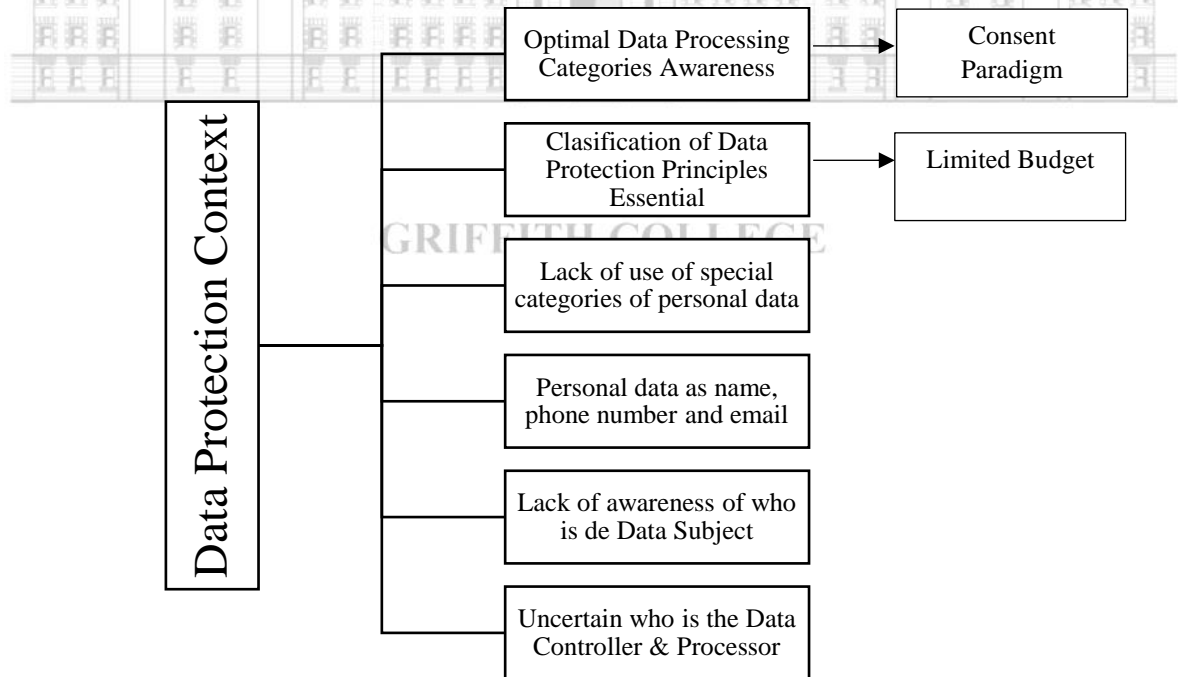 Data Protection Context
Optimal Data Processing
Categories Awareness
Consent
Paradigm
Clasification of Data
Protection Principles
Essential
Limited Budget
GRIFFITH COLLEGE
Lack of use of special
categories of personal data
Personal data as name,
phone number and email
Lack of awareness of who
is de Data Subject
Uncertain who is the Data
Controller & Processor